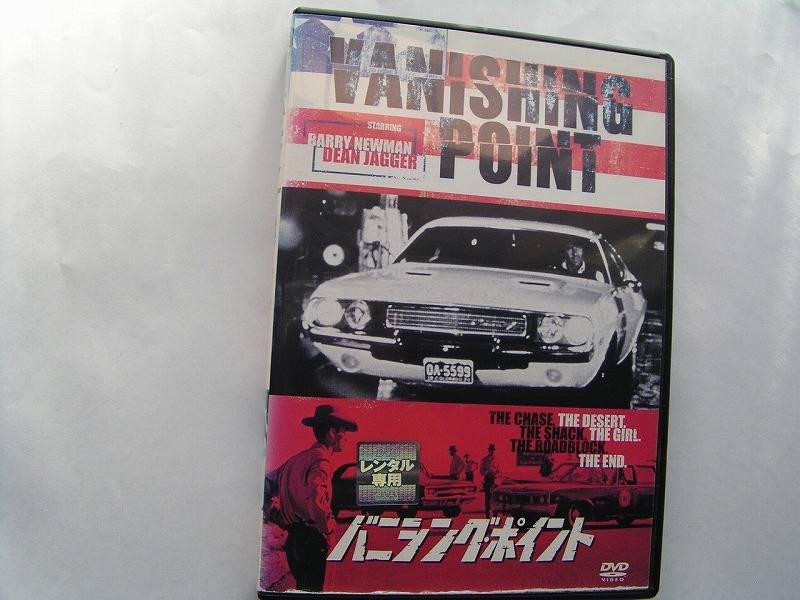 VANiSHING
POINT
STARRING
BARRY NEWMAN
DEAN JAGGER
OA-5599
THE CHASE. THE DESERT.
THE SHACK. THE GIRL.
THE ROADBLOCK.
THE END.
レンタル
専用
バニシング・ポイント
DVD
VIDEO